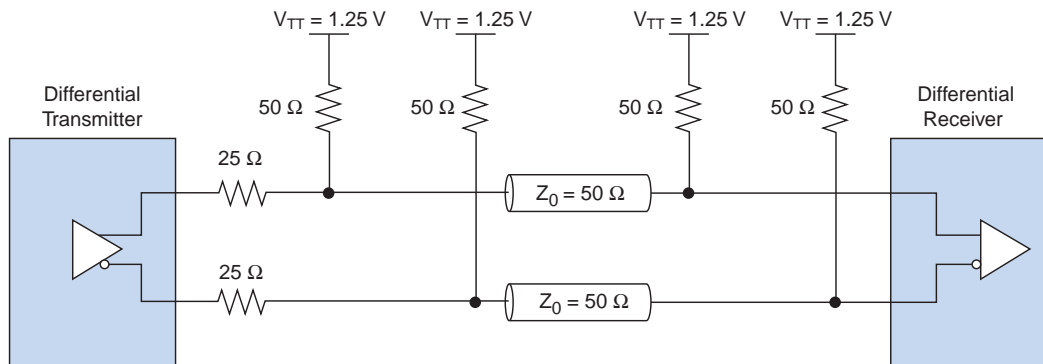 V_TT = 1.25 V V_TT = 1.25 V V_TT = 1.25 V V_TT = 1.25 V
50 Ω 50 Ω 50 Ω 50 Ω
Differential
Transmitter
Differential
Receiver
25 Ω
Z_0 = 50 Ω
25 Ω
Z_0 = 50 Ω